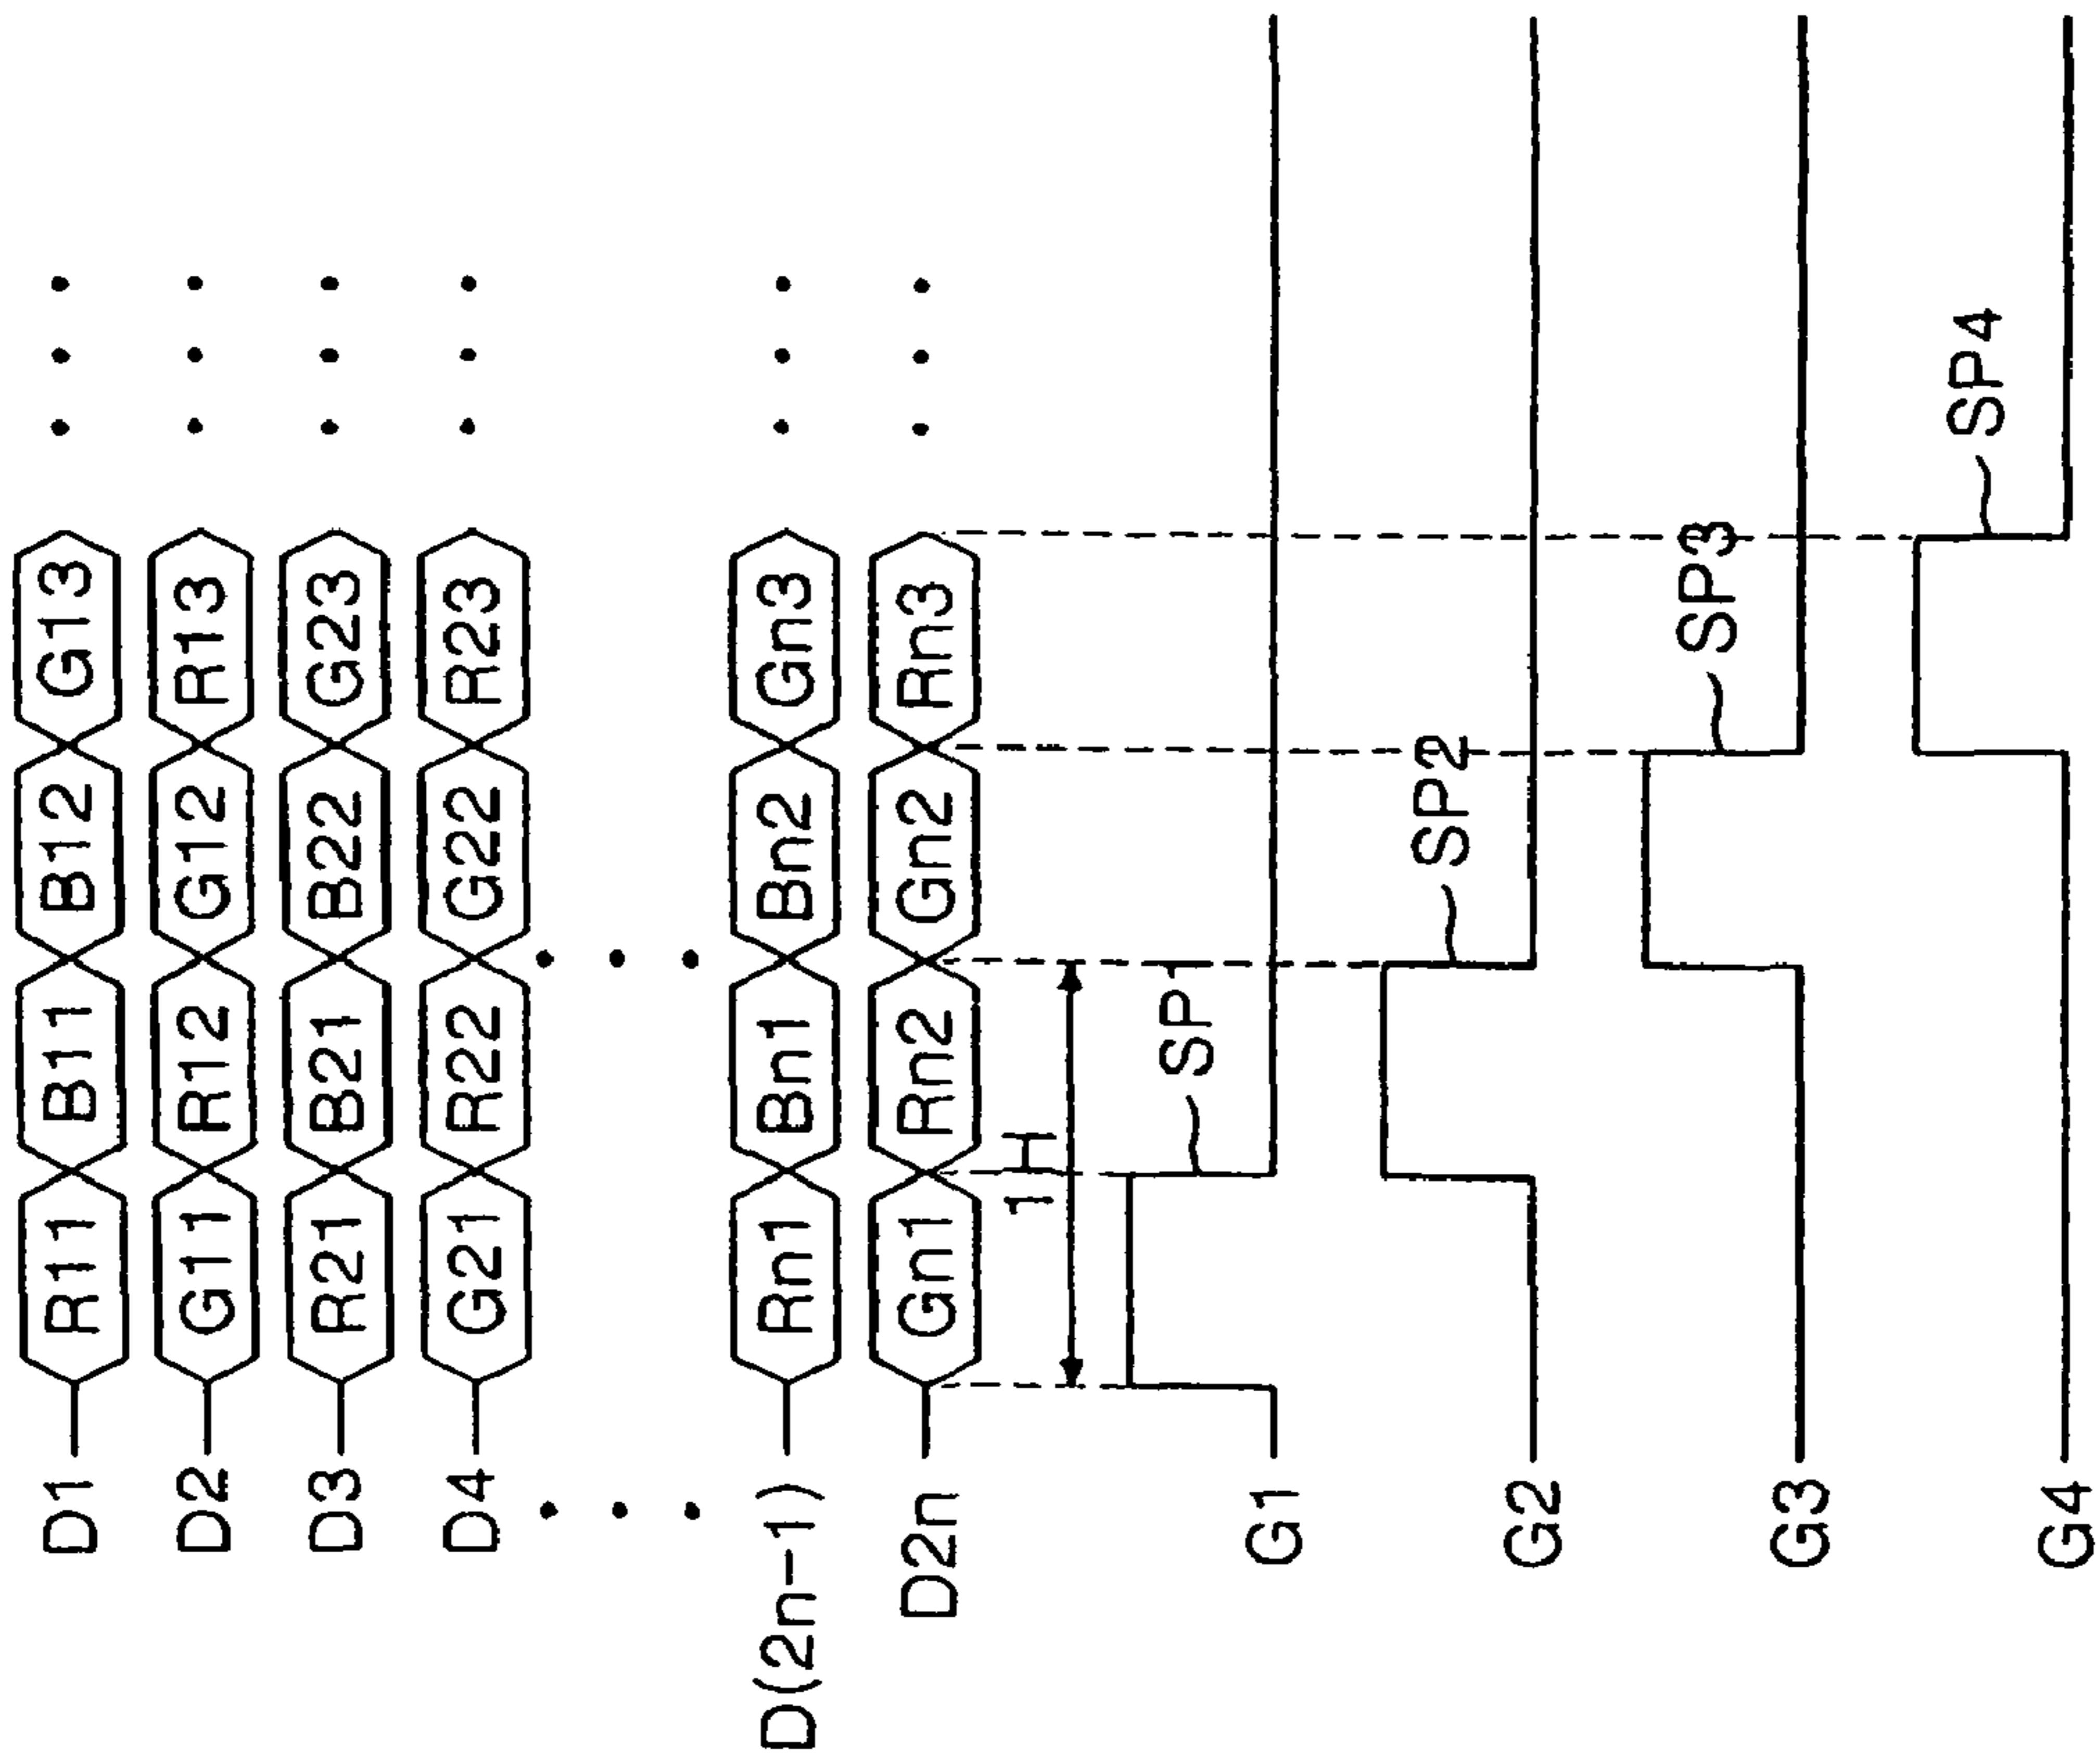 D1 R11 B11 B12 G13
D2 G11 R12 G12 R13
D3 R21 B21 B22 G23
D4 G21 R22 G22 R23
D(2n-1) Rn1 Bn1 Bn2 Gn3
D2n Gn1 Rn2 Gn2 Rn3
1H
G1 SP1
G2 SP2
G3 SP3
G4 SP4